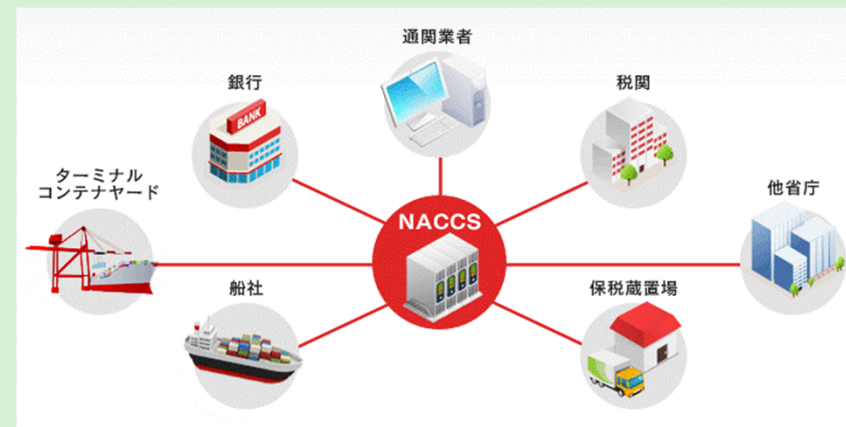 通関業者
銀行
BANK
税関
ターミナル
コンテナヤード
他省庁
NACCS
船社
保税蔵置場